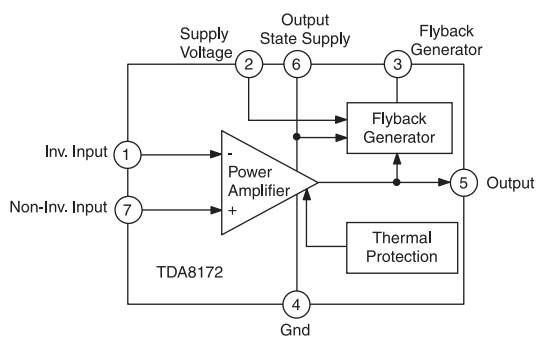 Supply
Voltage
Output
State Supply
Flyback
Generator
2
6
3
Flyback
Generator
Inv. Input
1
-
Power
Amplifier
+
5
Output
Non-Inv. Input
7
Thermal
Protection
TDA8172
4
Gnd